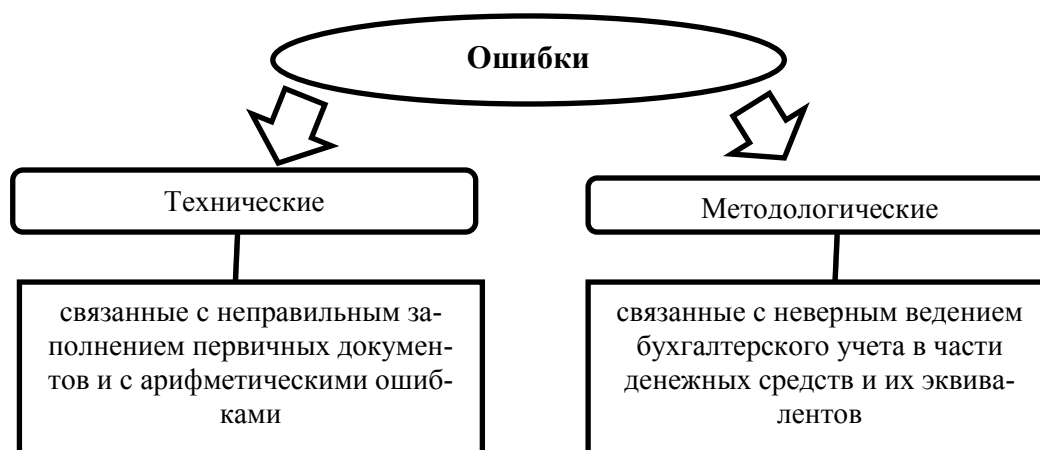 Ошибки
Технические
Методологические
связанные с неправильным за-
полнением первичных докумен-
тов и с арифметическими ошиб-
ками
связанные с неверным ведением
бухгалтерского учета в части
денежных средств и их эквива-
лентов